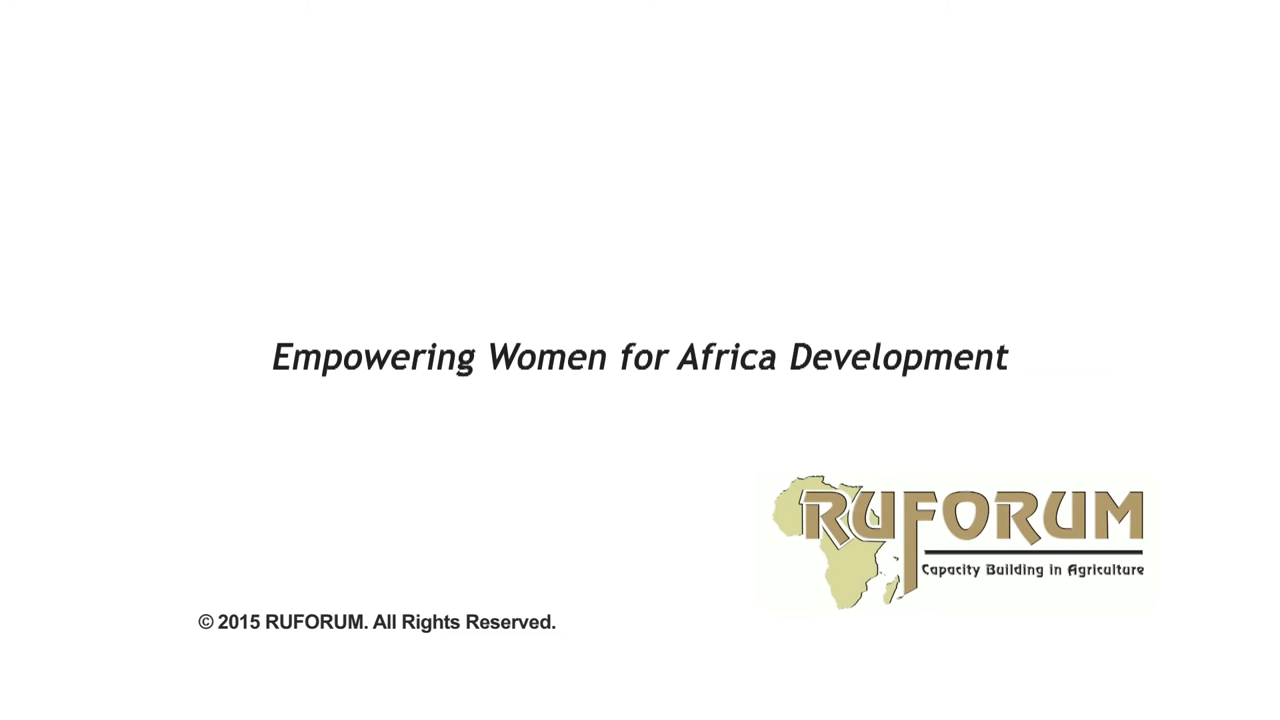 Empowering Women for Africa Development
RUFORUM
Capacity Building in Agriculture
© 2015 RUFORUM. All Rights Reserved.